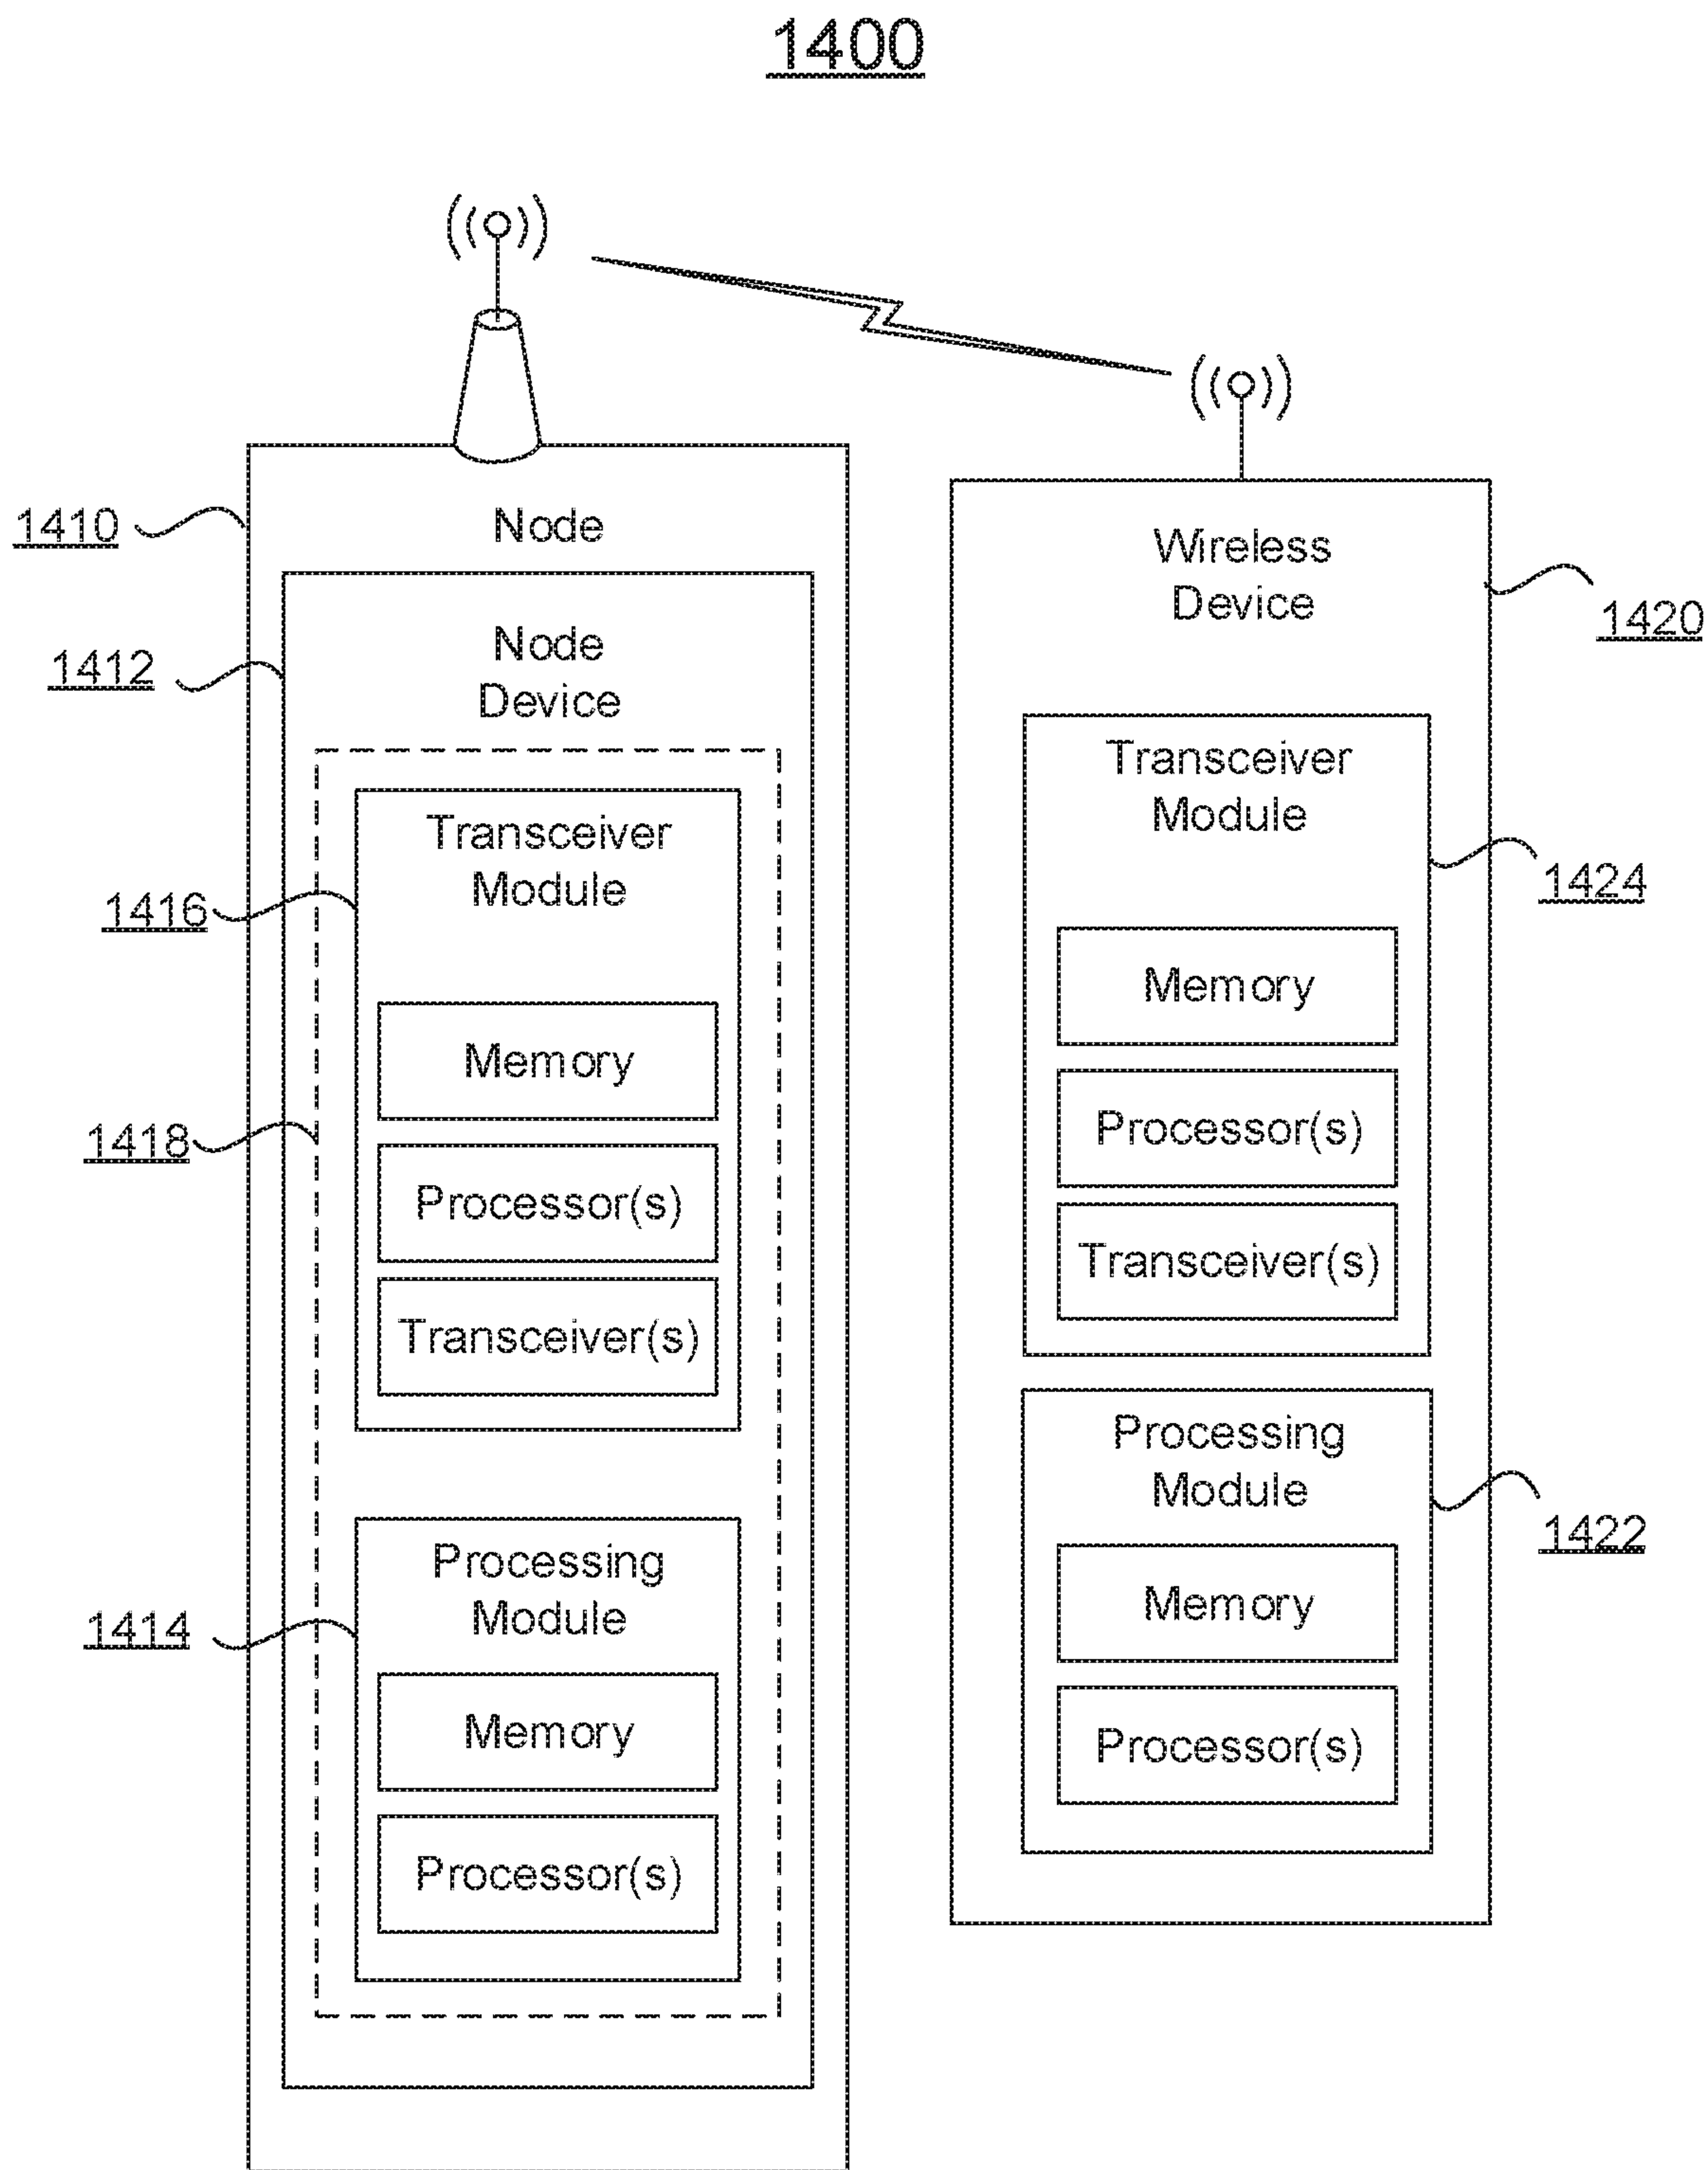 1400
1410
Node
1412
Node
Device
1416
Transceiver
Module
Memory
1418
Processor(s)
Transceiver(s)
1414
Processing
Module
Memory
Processor(s)
Wireless
Device
1420
Transceiver
Module
1424
Memory
Processor(s)
Transceiver(s)
Processing
Module
1422
Memory
Processor(s)